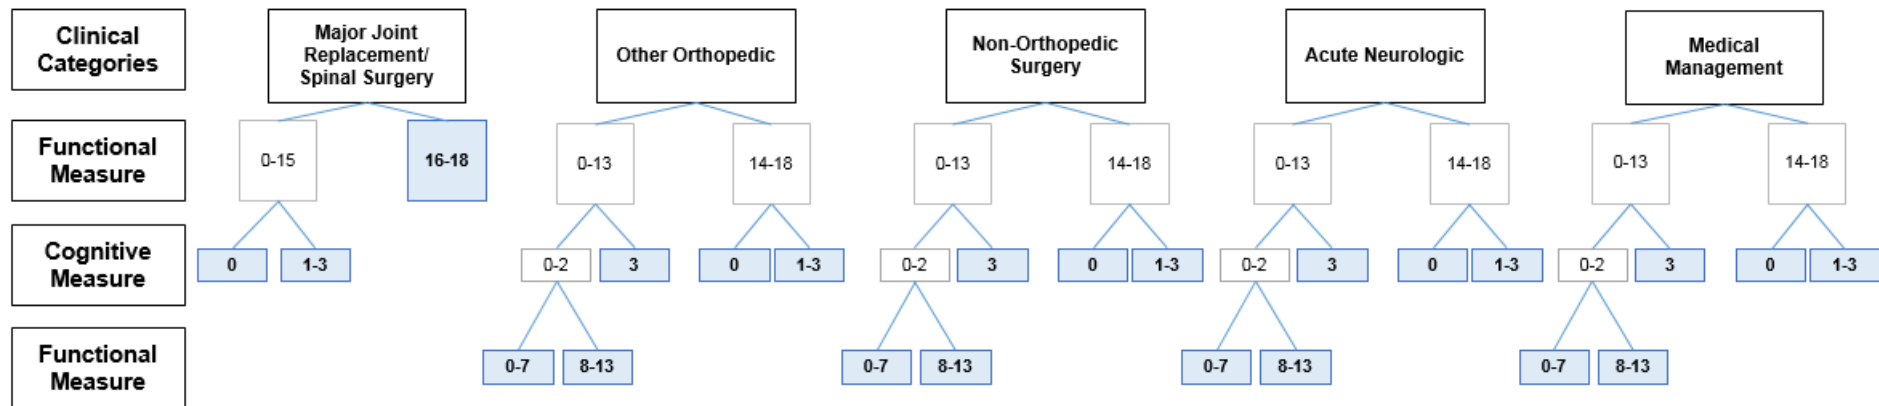 Clinical
Categories
Major Joint
Replacement/
Spinal Surgery
Other Orthopedic
Non-Orthopedic
Surgery
Acute Neurologic
Medical
Management
Functional
Measure
0-15
16-18
0-13
14-18
0-13
14-18
0-13
14-18
0-13
14-18
Cognitive
Measure
0
1-3
0-2
3
0
1-3
0-2
3
0
1-3
0-2
3
0
1-3
0-2
3
0
1-3
Functional
Measure
0-7
8-13
0-7
8-13
0-7
8-13
0-7
8-13